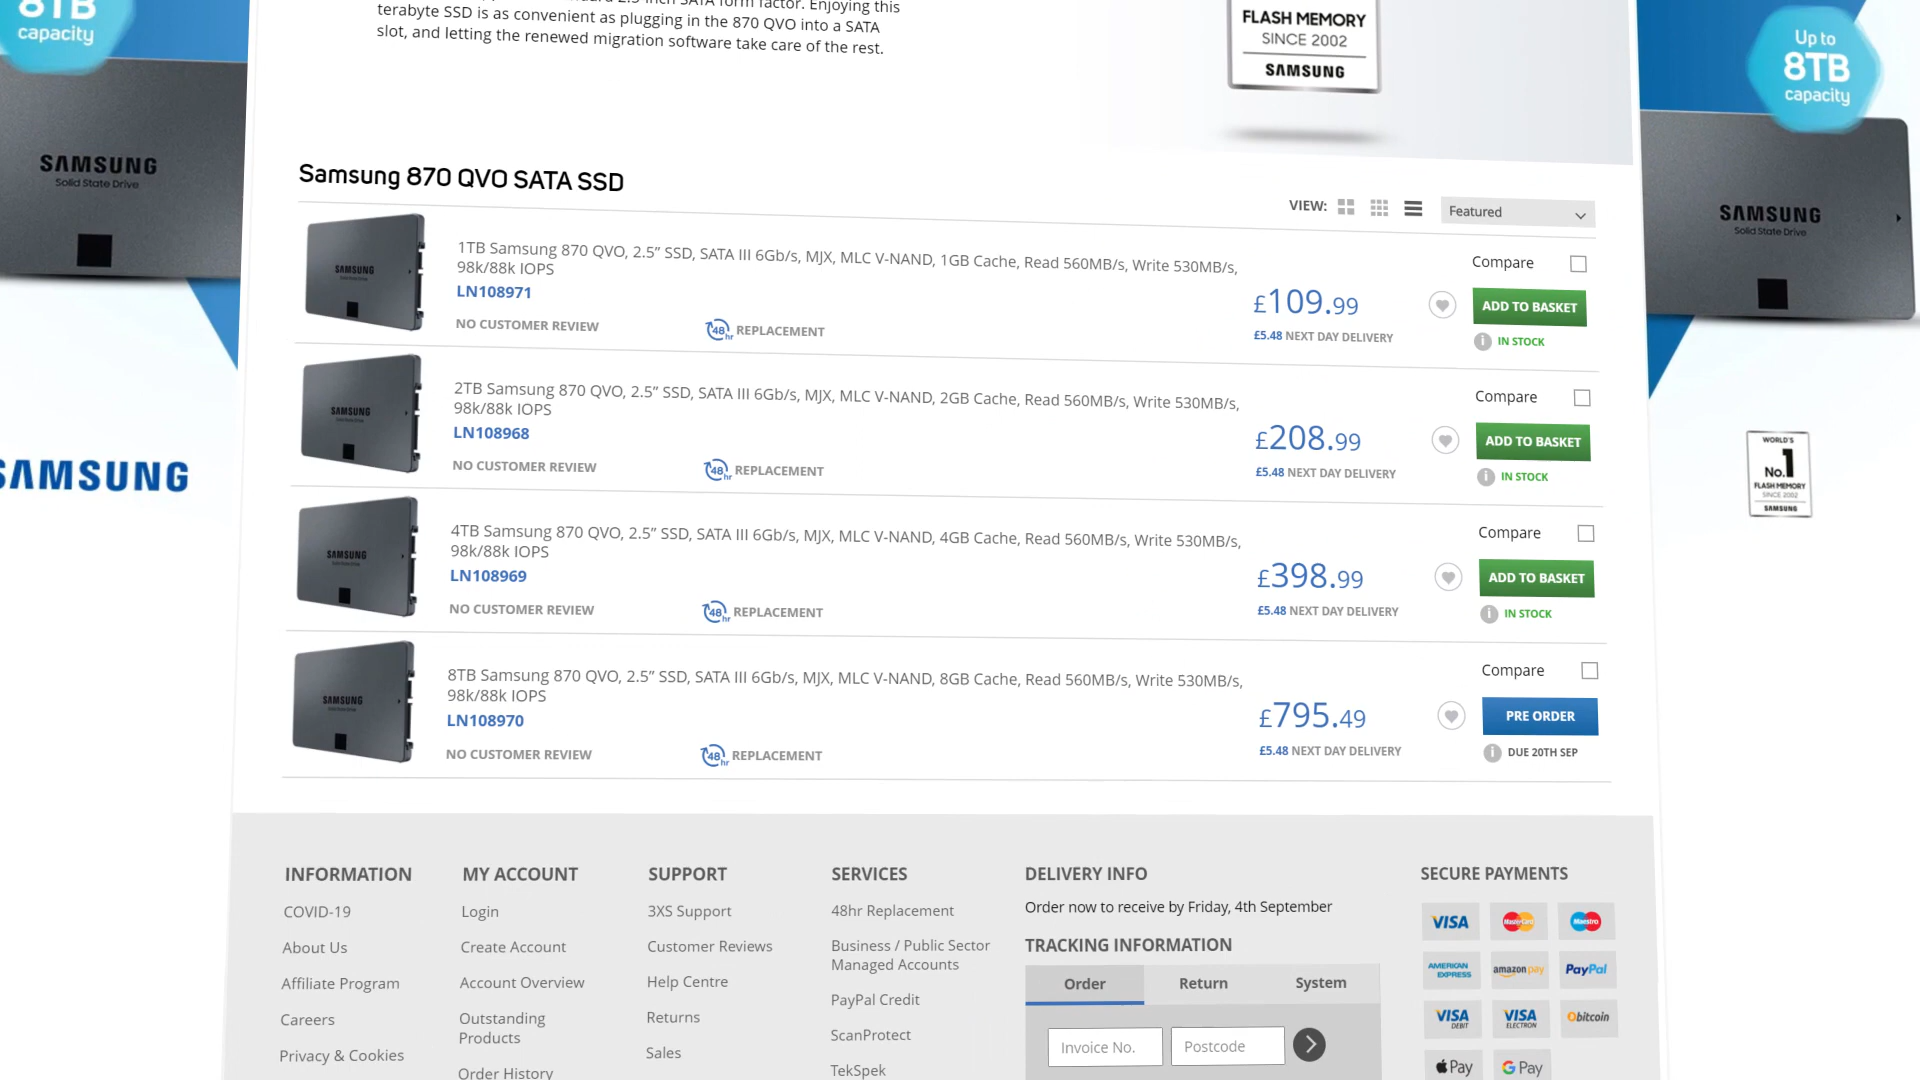 8TB
capacity
terabyte SSD is as convenient as plugging in the 870 QVO into a SATA
slot, and letting the renewed migration software take care of the rest.
FLASH MEMORY
SINCE 2002
SAMSUNG
Up to
8TB
capacity
SAMSUNG
Solid State Drive
SAMSUNG
Solid State Drive
Samsung 870 QVO SATA SSD
VIEW:
Featured
SAMSUNG
1TB Samsung 870 QVO, 2.5” SSD, SATA III 6Gb/s, MJX, MLC V-NAND, 1GB Cache, Read 560MB/s, Write 530MB/s,
98k/88k IOPS
LN108971
NO CUSTOMER REVIEW
48hr REPLACEMENT
£109.99
£5.48 NEXT DAY DELIVERY
Compare
ADD TO BASKET
IN STOCK
SAMSUNG
2TB Samsung 870 QVO, 2.5” SSD, SATA III 6Gb/s, MJX, MLC V-NAND, 2GB Cache, Read 560MB/s, Write 530MB/s,
98k/88k IOPS
LN108968
NO CUSTOMER REVIEW
48hr REPLACEMENT
£208.99
£5.48 NEXT DAY DELIVERY
Compare
ADD TO BASKET
IN STOCK
SAMSUNG
WORLD'S
No.1
FLASH MEMORY
SINCE 2002
SAMSUNG
SAMSUNG
4TB Samsung 870 QVO, 2.5” SSD, SATA III 6Gb/s, MJX, MLC V-NAND, 4GB Cache, Read 560MB/s, Write 530MB/s,
98k/88k IOPS
LN108969
NO CUSTOMER REVIEW
48hr REPLACEMENT
£398.99
£5.48 NEXT DAY DELIVERY
Compare
ADD TO BASKET
IN STOCK
SAMSUNG
8TB Samsung 870 QVO, 2.5” SSD, SATA III 6Gb/s, MJX, MLC V-NAND, 8GB Cache, Read 560MB/s, Write 530MB/s,
98k/88k IOPS
LN108970
NO CUSTOMER REVIEW
48hr REPLACEMENT
£795.49
£5.48 NEXT DAY DELIVERY
Compare
PRE ORDER
DUE 20TH SEP
INFORMATION
COVID-19
About Us
Affiliate Program
Careers
Privacy & Cookies
MY ACCOUNT
Login
Create Account
Account Overview
Outstanding
Products
Order History
SUPPORT
3XS Support
Customer Reviews
Help Centre
Returns
Sales
SERVICES
48hr Replacement
Business / Public Sector
Managed Accounts
PayPal Credit
ScanProtect
TekSpek
DELIVERY INFO
Order now to receive by Friday, 4th September
TRACKING INFORMATION
Order Return System
Invoice No. Postcode
SECURE PAYMENTS
VISA MasterCard Maestro
AMERICAN EXPRESS amazon pay PayPal
VISA DEBIT VISA ELECTRON bitcoin
Pay G Pay